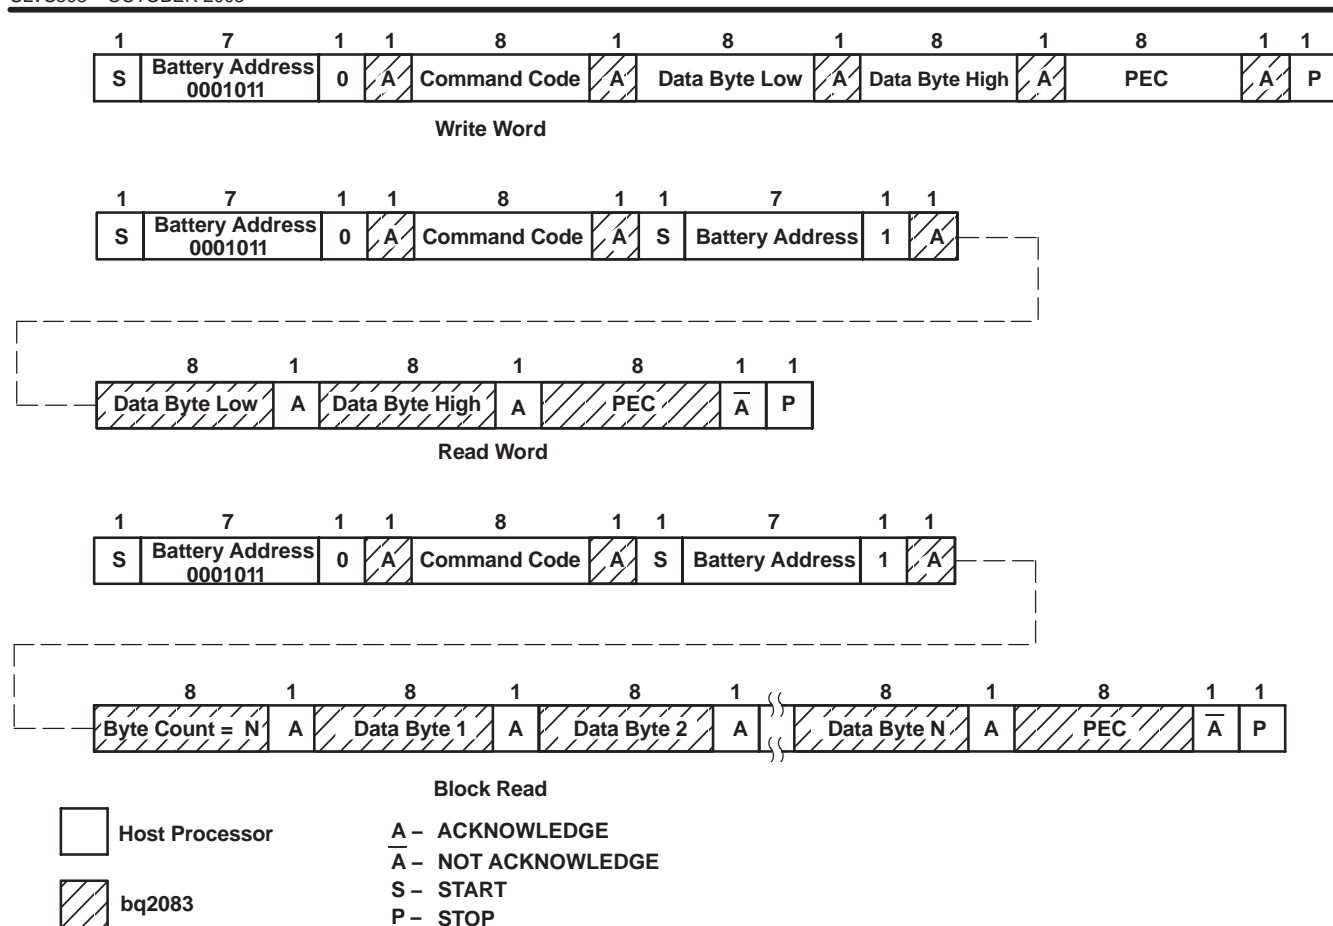 1 7 1 1 8 1 8 1 8 1 8 1 1
S Battery Address 0001011 0 A Command Code A Data Byte Low A Data Byte High A PEC A P
Write Word
1 7 1 1 8 1 1 7 1 1
S Battery Address 0001011 0 A Command Code A S Battery Address 1 A
8 1 8 1 8 1 1
Data Byte Low A Data Byte High A PEC A̅ P
Read Word
1 7 1 1 8 1 1 7 1 1
S Battery Address 0001011 0 A Command Code A S Battery Address 1 A
8 1 8 1 8 1 8 1 8 1 1
Byte Count = N A Data Byte 1 A Data Byte 2 A Data Byte N A PEC A̅ P
Block Read
Host Processor
bq2083
A – ACKNOWLEDGE
A̅ – NOT ACKNOWLEDGE
S – START
P – STOP